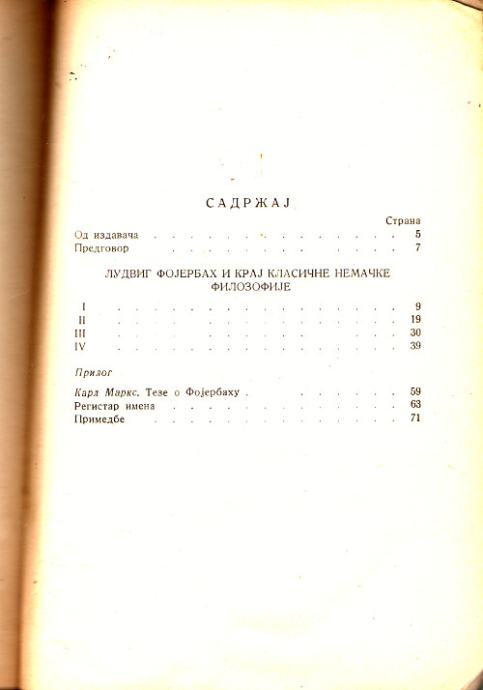 САДРЖАЈ
Страна
Од издавача . . . . . . . . . . . . . . 5
Предговор . . . . . . . . . . . . . 7
ЛУДВИГ ФОЈЕРБАХ И КРАЈ КЛАСИЧНЕ НЕМАЧКЕ
ФИЛОЗОФИЈЕ
I . . . . . . . . . . . . . . . . 9
II . . . . . . . . . . . . . . . . 19
III . . . . . . . . . . . . . . . . 30
IV . . . . . . . . . . . . . . . . 39
Прилог
Карл Маркс, Тезе о Фојербаху . . . . . . . 59
Регистар имена . . . . . . . . . . . . . 63
Примедбе . . . . . . . . . . . . . . 71